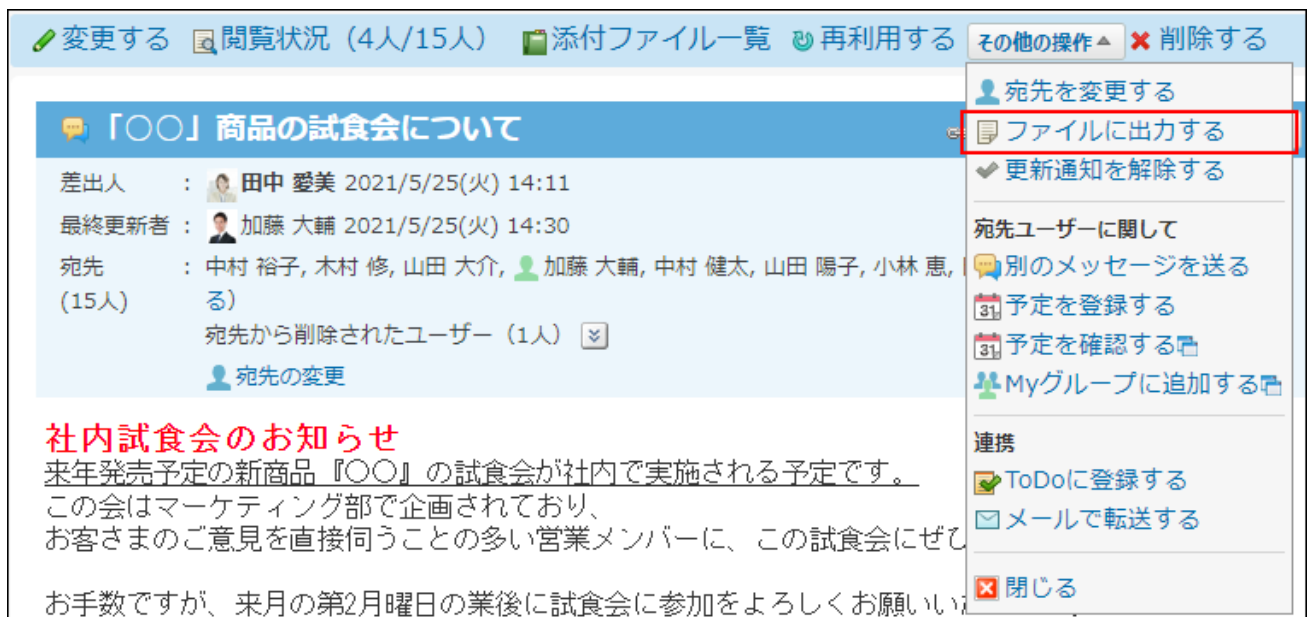 変更する 閲覧状況（4人/15人） 添付ファイル一覧 再利用する その他の操作▲ 削除する
「○○」商品の試食会について
差出人 : 田中 愛美 2021/5/25(火) 14:11
最終更新者 : 加藤 大輔 2021/5/25(火) 14:30
宛先 : 中村 裕子, 木村 修, 山田 大介, 加藤 大輔, 中村 健太, 山田 陽子, 小林 恵,
(15人) る）
宛先から削除されたユーザー（1人）
宛先の変更
社内試食会のお知らせ
来年発売予定の新商品『○○』の試食会が社内で実施される予定です。
この会はマーケティング部で企画されており、
お客さまのご意見を直接伺うことの多い営業メンバーに、この試食会にぜひ
お手数ですが、来月の第2月曜日の業後に試食会に参加をよろしくお願いい
宛先を変更する
ファイルに出力する
更新通知を解除する
宛先ユーザーに関して
別のメッセージを送る
31 予定を登録する
31 予定を確認する
Myグループに追加する
連携
ToDoに登録する
メールで転送する
閉じる